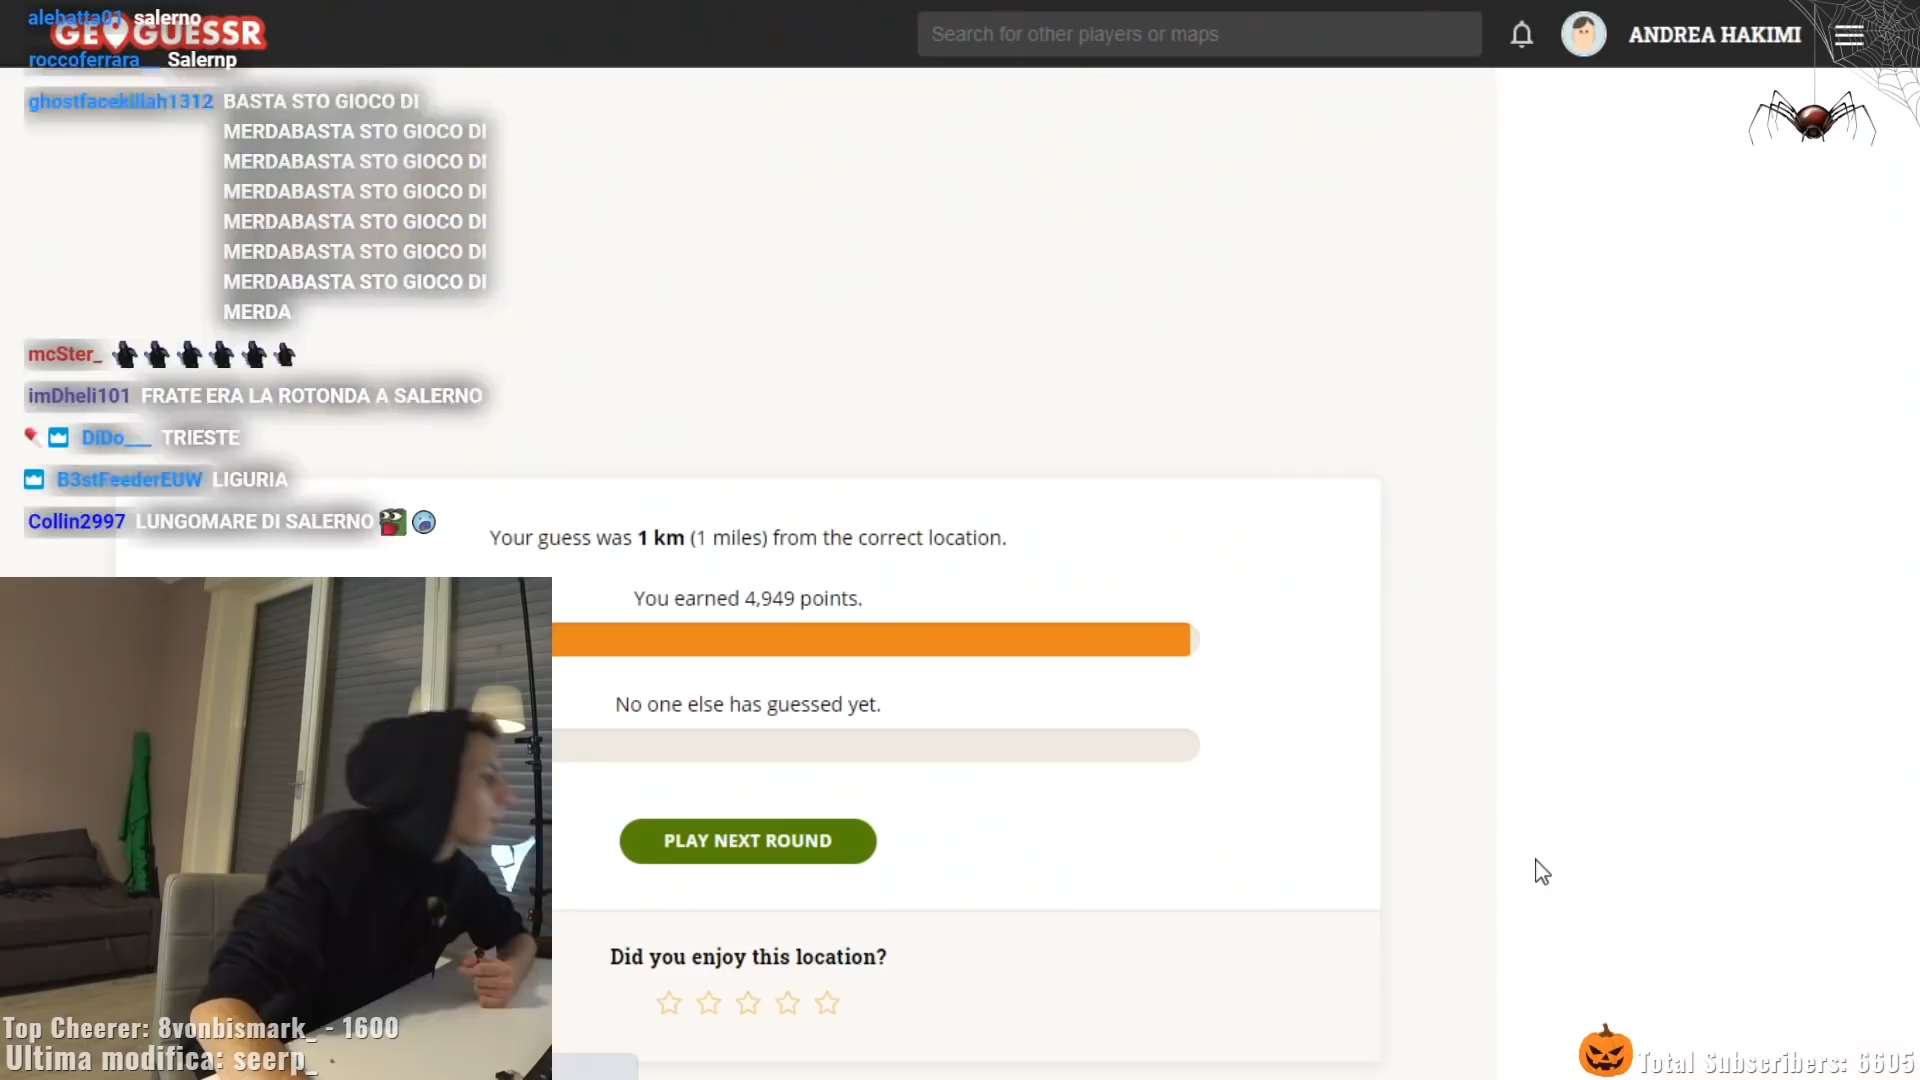 alebatta01 salerno
GEOGUESSR
Search for other players or maps
ANDREA HAKIMI
roccoferrara__ Salernp
ghostfacekillah1312 BASTA STO GIOCO DI
MERDABASTA STO GIOCO DI
MERDABASTA STO GIOCO DI
MERDABASTA STO GIOCO DI
MERDABASTA STO GIOCO DI
MERDABASTA STO GIOCO DI
MERDABASTA STO GIOCO DI
MERDA
mcSter_
imDheli101 FRATE ERA LA ROTONDA A SALERNO
DIDo___ TRIESTE
B3stFeederEUW LIGURIA
Collin2997 LUNGOMARE DI SALERNO
Your guess was 1 km (1 miles) from the correct location.
You earned 4,949 points.
No one else has guessed yet.
PLAY NEXT ROUND
Did you enjoy this location?
Top Cheerer: 8vonbismark_ - 1600
Ultima modifica: seerp_
Total Subscribers: 6605